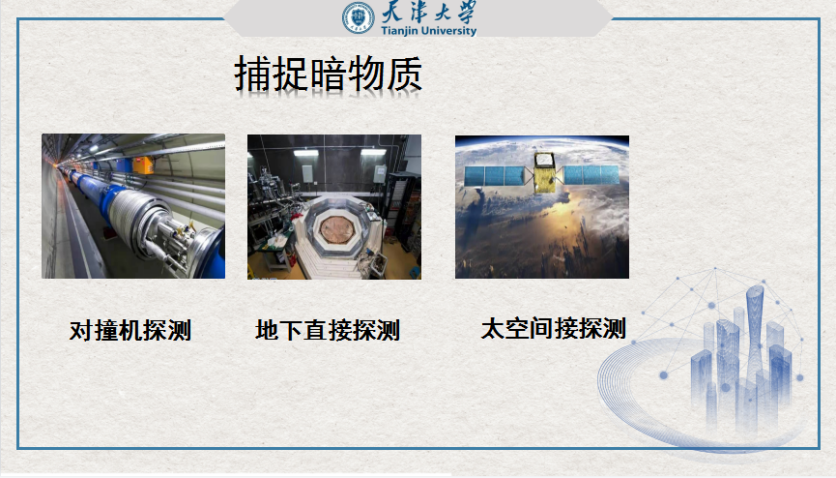 天津大学
Tianjin University
捕捉暗物质
对撞机探测
地下直接探测
太空间接探测